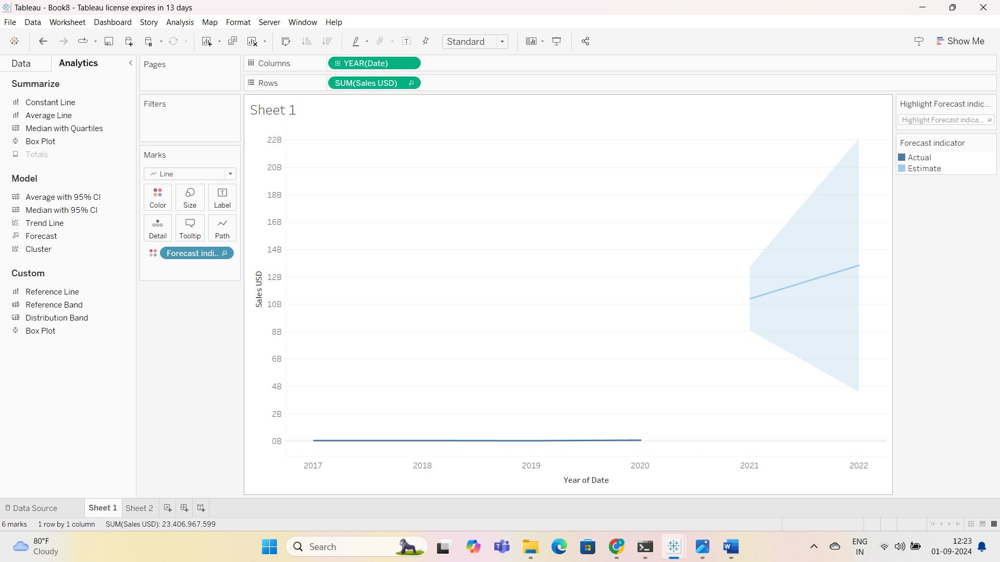 Tableau - Book8 - Tableau license expires in 13 days
File Data Worksheet Dashboard Story Analysis Map Format Server Window Help
Standard
Show Me
Data
Analytics
Summarize
Constant Line
Average Line
Median with Quartiles
Box Plot
Totals
Model
Average with 95% CI
Median with 95% CI
Trend Line
Forecast
Cluster
Custom
Reference Line
Reference Band
Distribution Band
Box Plot
Pages
Filters
Marks
Line
Color
Size
Label
Detail
Tooltip
Path
Forecast indi..
Columns
YEAR(Date)
Rows
SUM(Sales USD)
Sheet 1
22B
20B
18B
16B
14B
12B
10B
8B
6B
4B
2B
0B
Sales USD
2017
2018
2019
2020
2021
2022
Year of Date
Highlight Forecast indic...
Highlight Forecast indica...
Forecast indicator
Actual
Estimate
Data Source
Sheet 1
Sheet 2
6 marks
1 row by 1 column
SUM(Sales USD): 23,406,967,599
80°F
Cloudy
Search
ENG
IN
12:23
01-09-2024